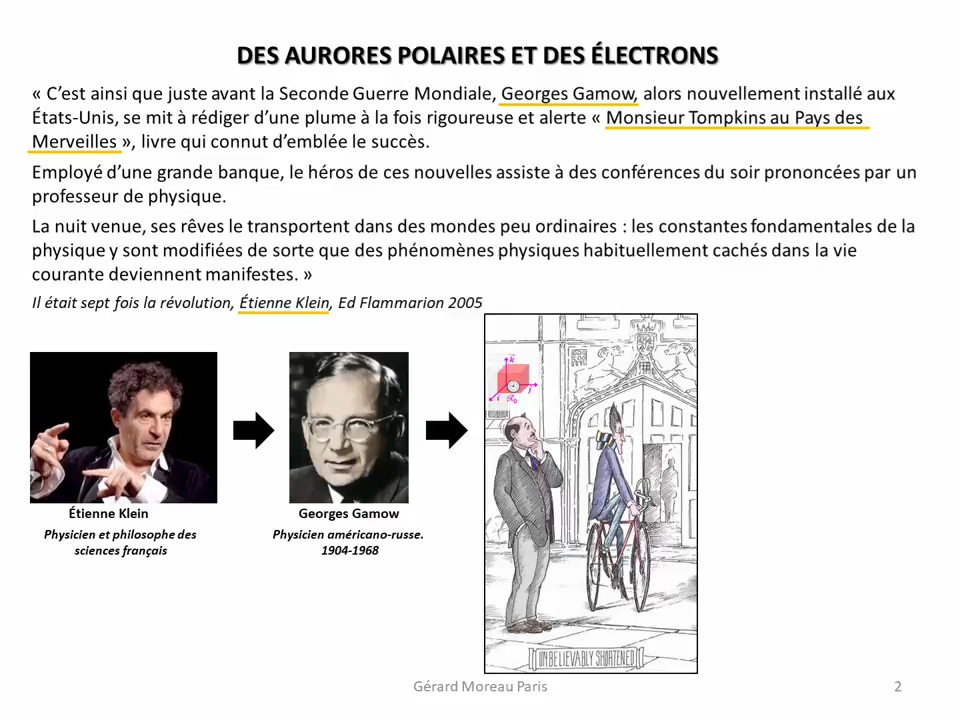 DES AURORES POLAIRES ET DES ÉLECTRONS
« C’est ainsi que juste avant la Seconde Guerre Mondiale, Georges Gamow, alors nouvellement installé aux
États-Unis, se mit à rédiger d’une plume à la fois rigoureuse et alerte « Monsieur Tompkins au Pays des
Merveilles », livre qui connut d’emblée le succès.
Employé d’une grande banque, le héros de ces nouvelles assiste à des conférences du soir prononcées par un
professeur de physique.
La nuit venue, ses rêves le transportent dans des mondes peu ordinaires : les constantes fondamentales de la
physique y sont modifiées de sorte que des phénomènes physiques habituellement cachés dans la vie
courante deviennent manifestes. »
Il était sept fois la révolution, Étienne Klein, Ed Flammarion 2005
k
j
i
ℛ₀
Étienne Klein
Physicien et philosophe des
sciences français
Georges Gamow
Physicien américano-russe.
1904-1968
UNBELIEVABLY SHORTENED
Gérard Moreau Paris
2